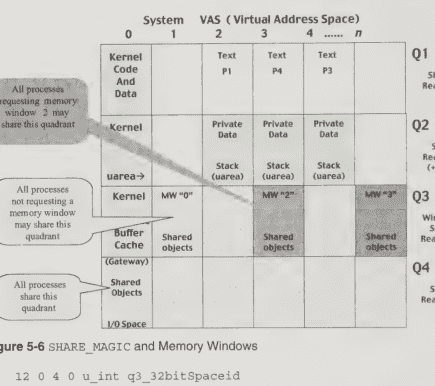 System VAS ( Virtual Address Space)
0 1 2 3 4 ...... n
Kernel Code And Data
Text P1
Text P4
Text P3
Q1
All processes
requesting memory
window 2 may
share this quadrant
Kernel
uarea→
Private Data
Stack (uarea)
Private Data
Stack (uarea)
Private Data
Stack (uarea)
Q2
All processes
not requesting a
memory window
may share this
quadrant
Kernel
Buffer Cache
MW "0"
Shared objects
MW "2"
Shared objects
MW "3"
Shared objects
Q3
All processes
share this
quadrant
(Gateway)
Shared Objects
I/O Space
Q4
gure 5-6 SHARE_MAGIC and Memory Windows
12 0 4 0 u_int q3_32bitSpaceid